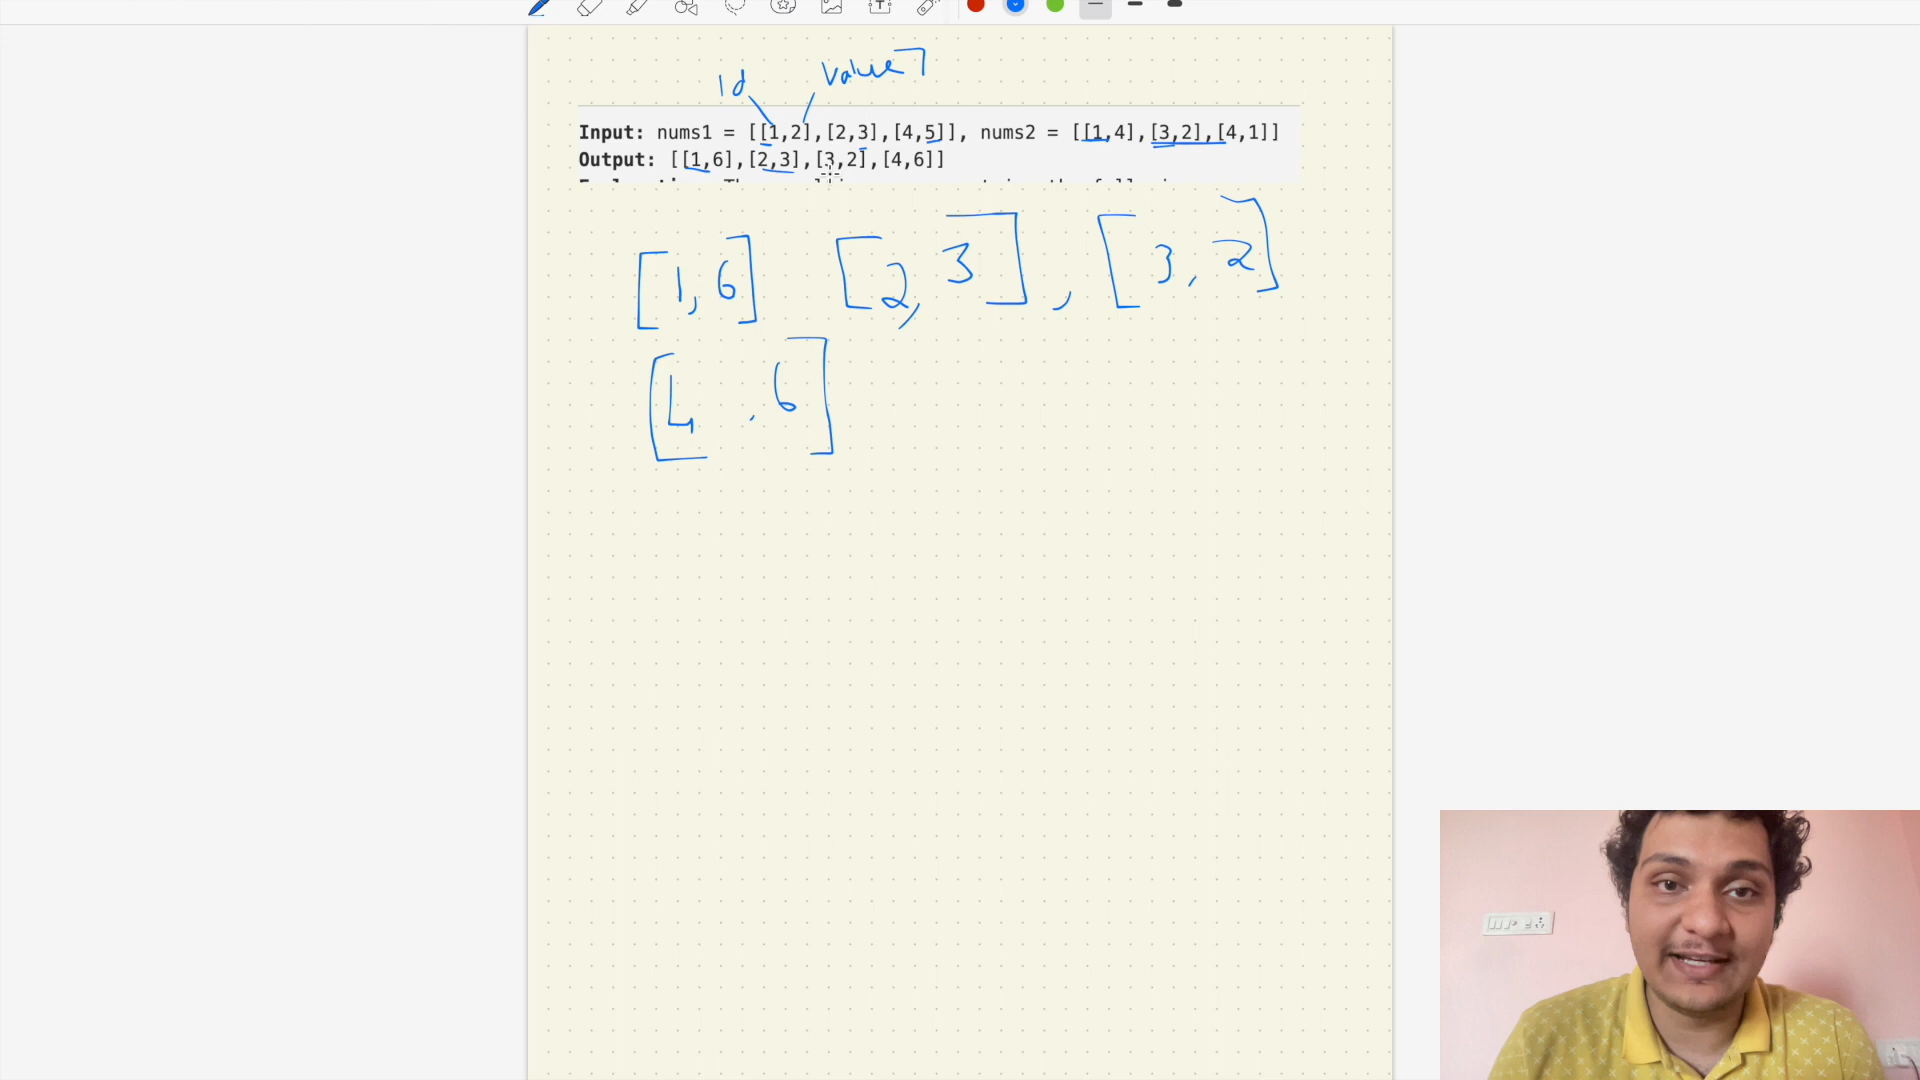 id value
Input: nums1 = [[1,2],[2,3],[4,5]], nums2 = [[1,4],[3,2],[4,1]]
Output: [[1,6],[2,3],[3,2],[4,6]]
[1,6] [2,3], [3,2]
[4,6]